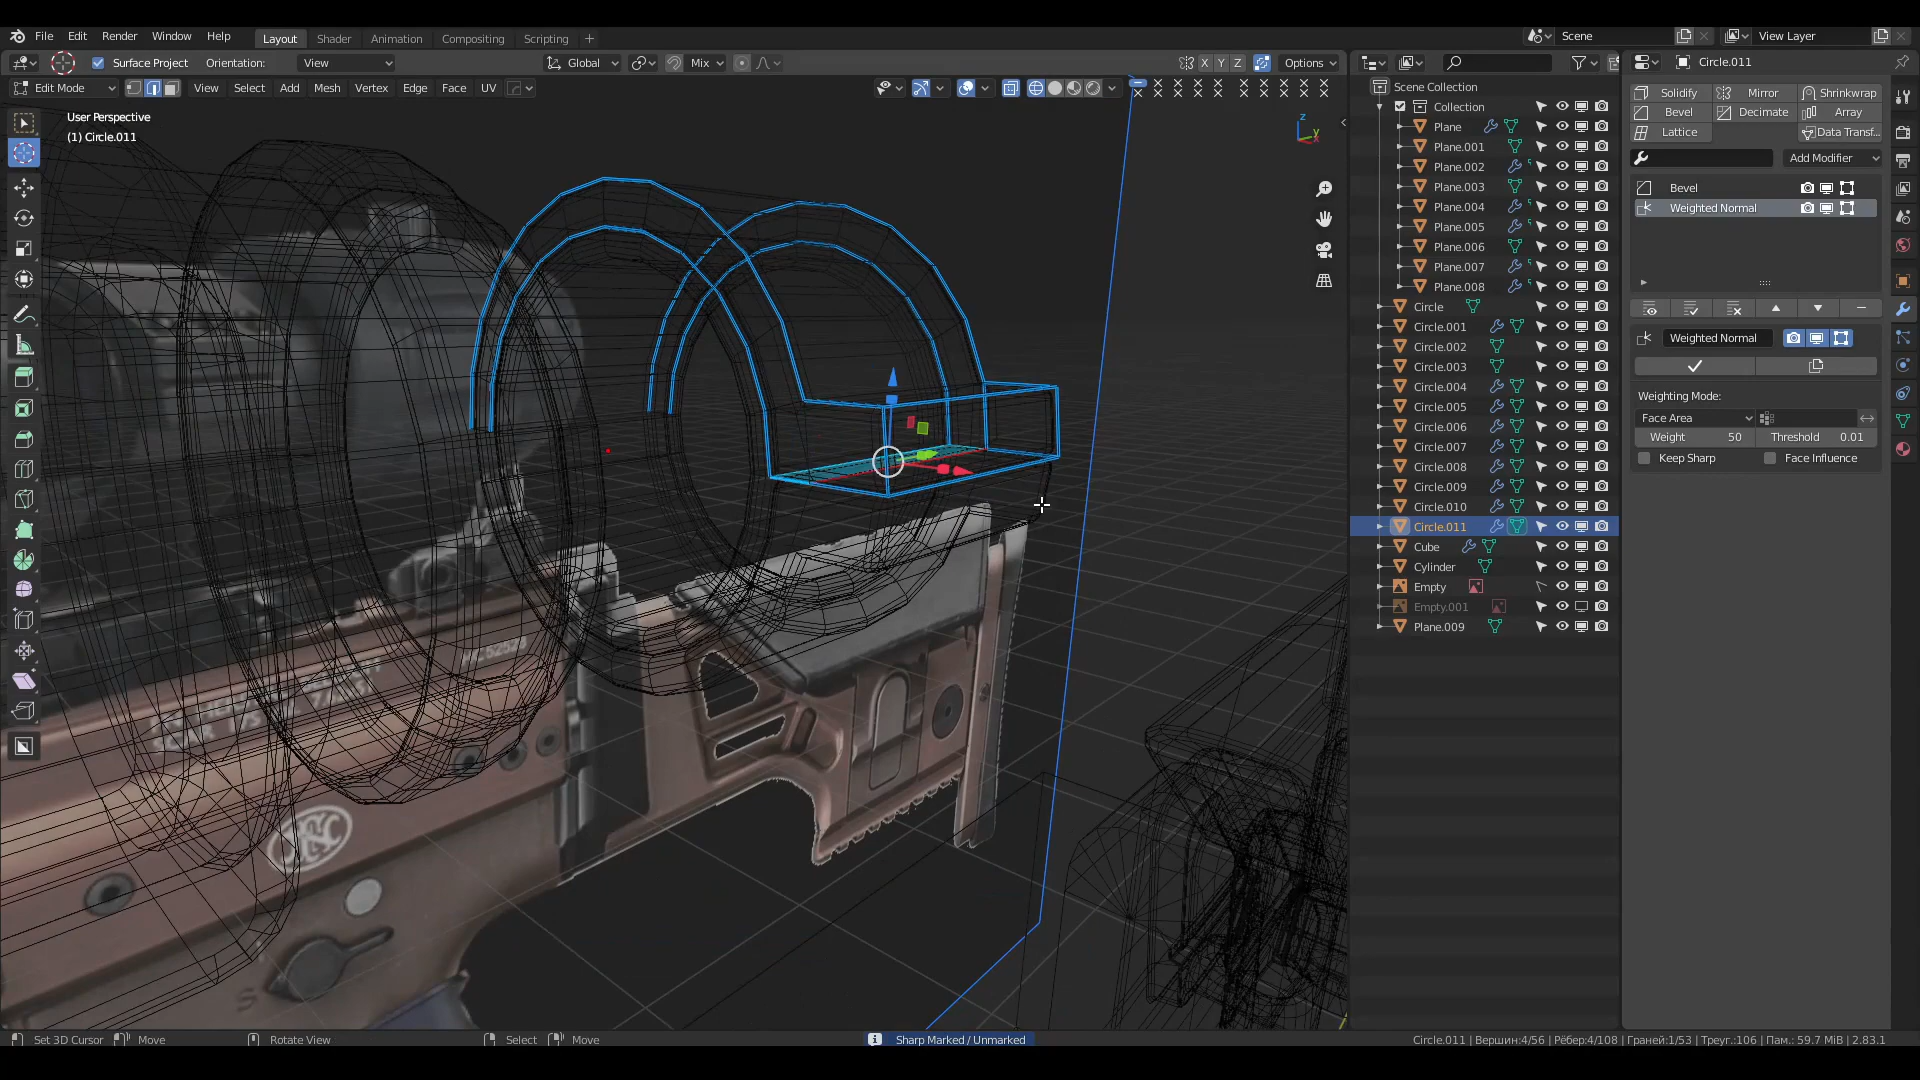 File Edit Render Window Help Layout Shader Animation Compositing Scripting + Scene View Layer
Surface Project Orientation: View Global Mix X Y Z Options
Circle.011
Edit Mode View Select Add Mesh Vertex Edge Face UV
User Perspective
(1) Circle.011
Z
Y
Scene Collection
Collection
Plane
Plane.001
Plane.002
Plane.003
Plane.004
Plane.005
Plane.006
Plane.007
Plane.008
Circle
Circle.001
Circle.002
Circle.003
Circle.004
Circle.005
Circle.006
Circle.007
Circle.008
Circle.009
Circle.010
Circle.011
Cube
Cylinder
Empty
Empty.001
Plane.009
Solidify Mirror Shrinkwrap
Bevel Decimate Array
Lattice Data Transf...
Add Modifier
Bevel
Weighted Normal
Weighted Normal
Weighting Mode:
Face Area
Weight 50 Threshold 0.01
Keep Sharp Face Influence
S
Set 3D Cursor Move Rotate View Select Move Sharp Marked / Unmarked Circle.011 | Вершин:4/56 | Рёбер:4/108 | Граней:1/53 | Треуг.:106 | Пам.: 59.7 MiB | 2.83.1